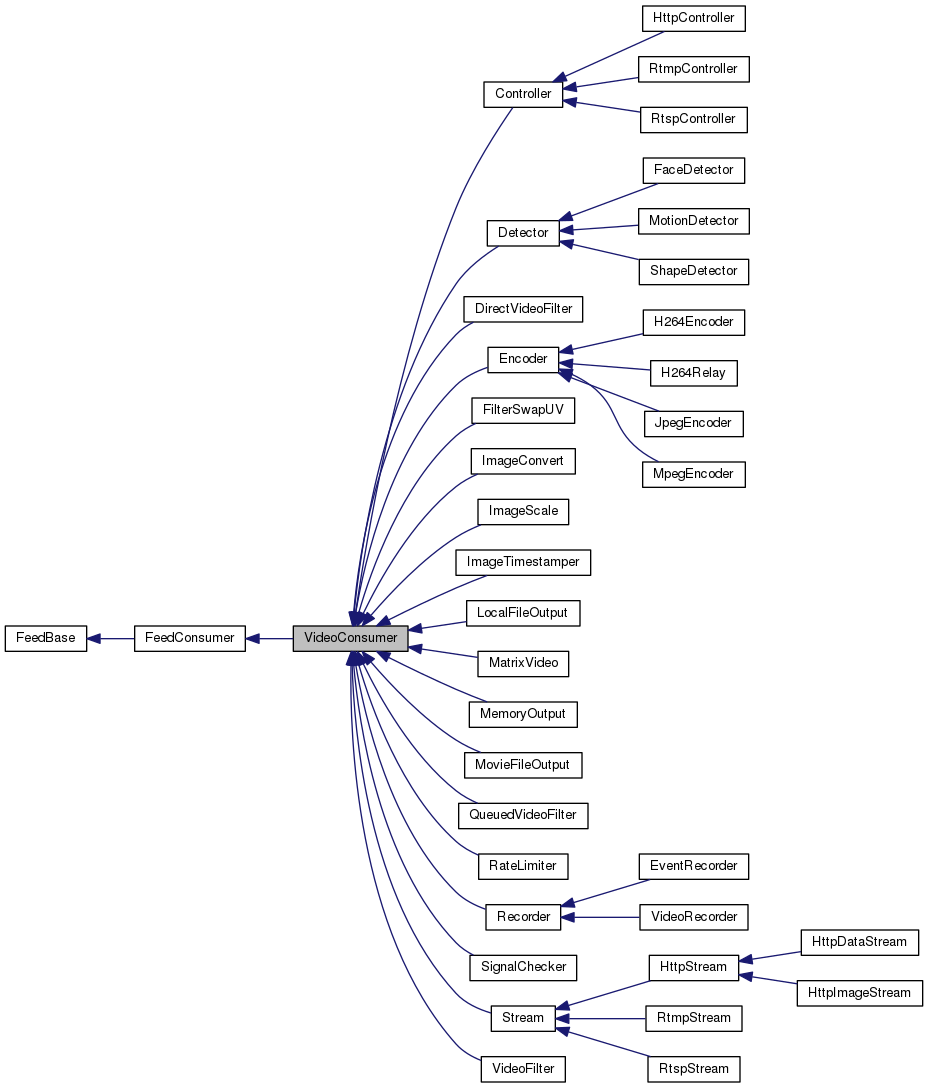 HttpController
RtmpController
Controller
RtspController
FaceDetector
MotionDetector
Detector
ShapeDetector
DirectVideoFilter
H264Encoder
Encoder
H264Relay
FilterSwapUV
JpegEncoder
ImageConvert
MpegEncoder
ImageScale
ImageTimestamper
LocalFileOutput
FeedBase
FeedConsumer
VideoConsumer
MatrixVideo
MemoryOutput
MovieFileOutput
QueuedVideoFilter
RateLimiter
EventRecorder
Recorder
VideoRecorder
HttpDataStream
SignalChecker
HttpStream
HttpImageStream
Stream
RtmpStream
VideoFilter
RtspStream